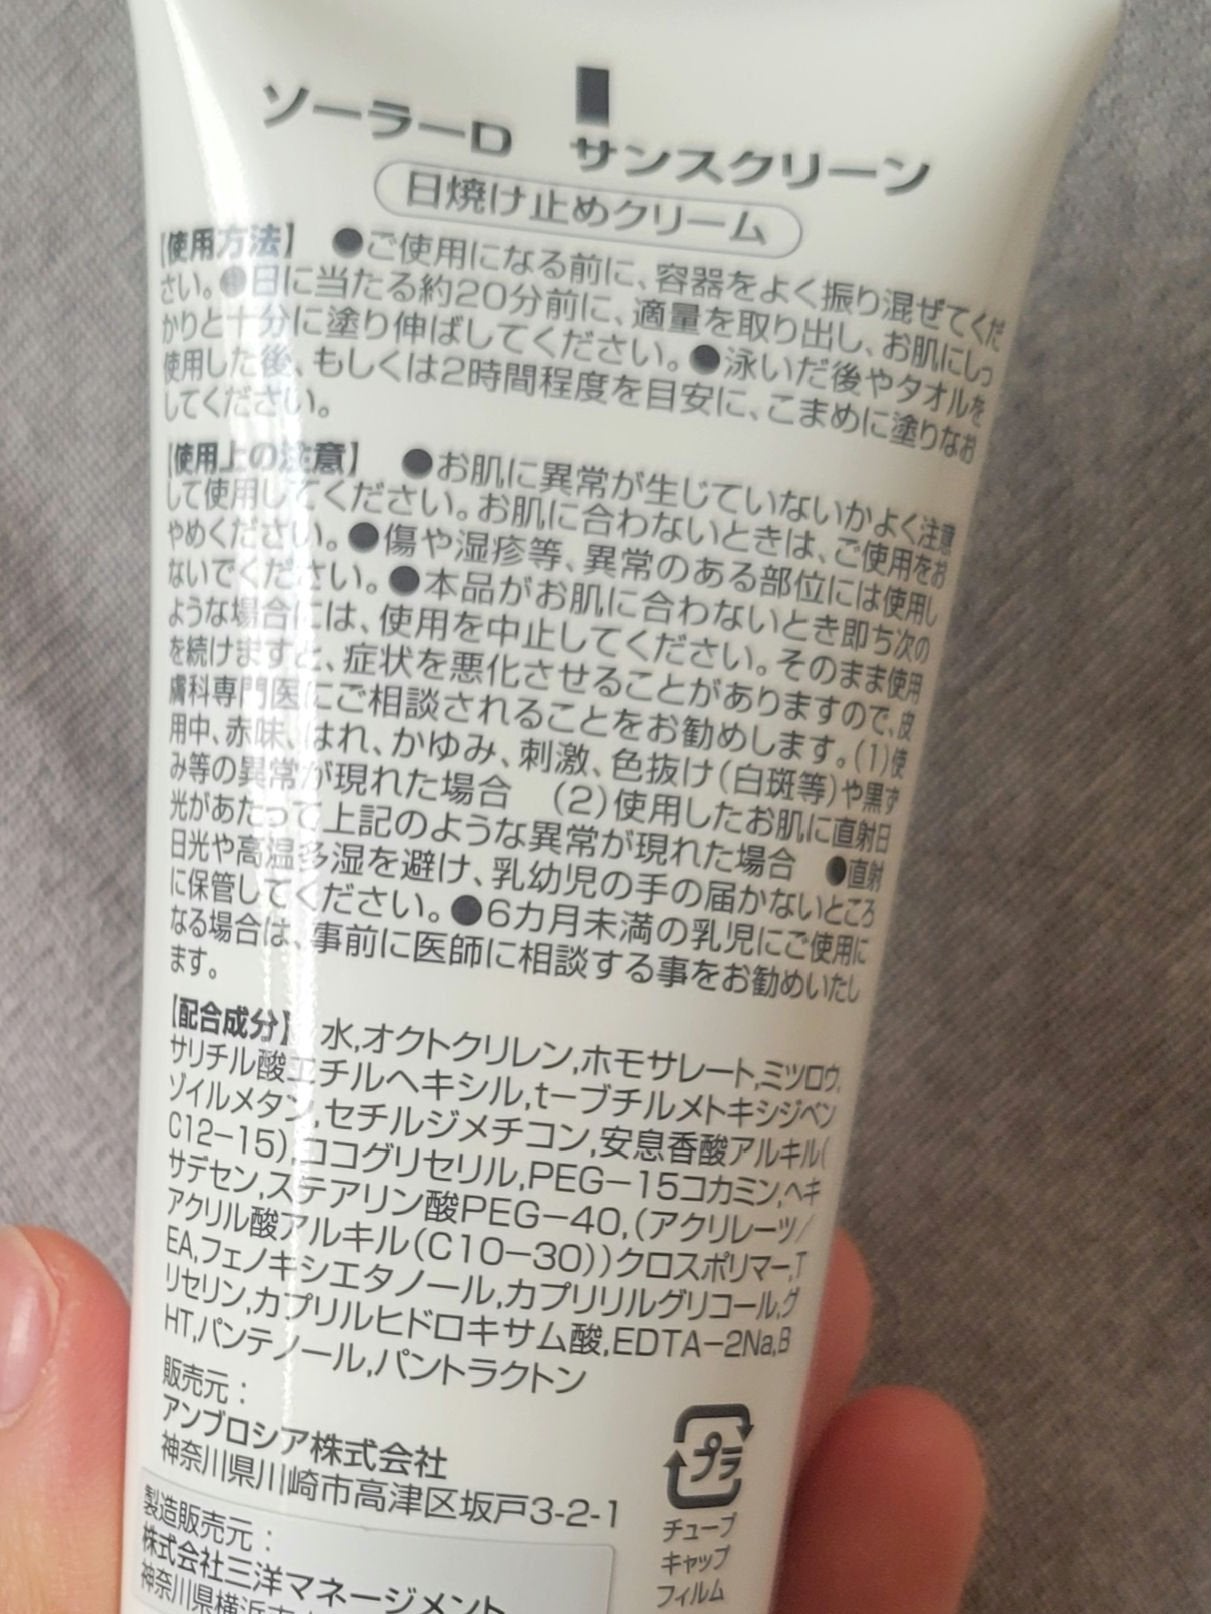 ソーラーD サンスクリーン
日焼け止めクリーム
【使用方法】 ●ご使用になる前に、容器をよく振り混ぜてくだ
さい。●日に当たる約20分前に、適量を取り出し、お肌にしっ
かりと十分に塗り伸ばしてください。●泳いだ後やタオルを
使用した後、もしくは2時間程度を目安に、こまめに塗りなお
してください。
【使用上の注意】 ●お肌に異常が生じていないかよく注意
して使用してください。お肌に合わないときは、ご使用をお
やめください。●傷や湿疹等、異常のある部位には使用し
ないでください。●本品がお肌に合わないとき即ち次の
ような場合には、使用を中止してください。そのまま使用
を続けますと、症状を悪化させることがありますので、皮
膚科専門医にご相談されることをお勧めします。(1)使
用中、赤味、はれ、かゆみ、刺激、色抜け(白斑等)や黒ず
み等の異常が現れた場合 (2)使用したお肌に直射日
光があたって上記のような異常が現れた場合 ●直射
日光や高温多湿を避け、乳幼児の手の届かないところ
に保管してください。●6カ月未満の乳児にご使用に
なる場合は、事前に医師に相談する事をお勧めいたし
ます。
【配合成分】 水,オクトクリレン,ホモサレート,ミツロウ,
サリチル酸エチルヘキシル,t−ブチルメトキシジベン
ゾイルメタン,セチルジメチコン,安息香酸アルキル(
C12−15),ココグリセリル,PEG−15コカミン,ヘキ
サデセン,ステアリン酸PEG−40,(アクリレーツ/
アクリル酸アルキル(C10−30))クロスポリマー,T
EA,フェノキシエタノール,カプリリルグリコール,グ
リセリン,カプリルヒドロキサム酸,EDTA−2Na,B
HT,パンテノール,パントラクトン
販売元：
アンブロシア株式会社
神奈川県川崎市高津区坂戸3-2-1
製造販売元：
株式会社三洋マネージメント
神奈川県横浜市
プラ
チューブ
キャップ
フィルム